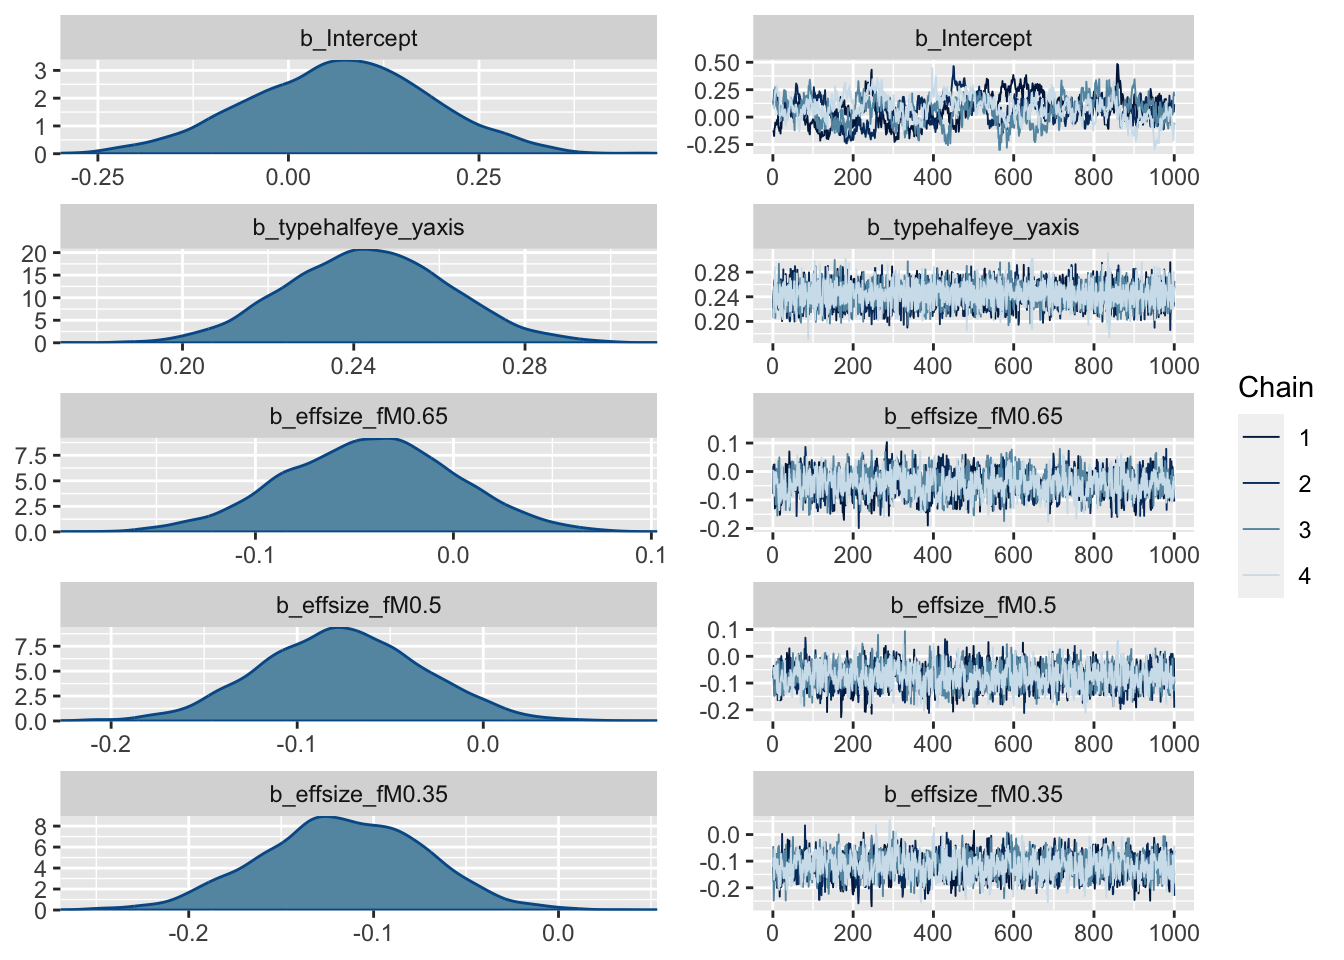 b_Intercept
3
2
1
0
-0.25 0.00 0.25
b_Intercept
0.50
0.25
0.00
-0.25
0 200 400 600 800 1000
b_typehalfeye_yaxis
20
15
10
5
0
0.20 0.24 0.28
b_typehalfeye_yaxis
0.28
0.24
0.20
0 200 400 600 800 1000
b_effsize_fM0.65
7.5
5.0
2.5
0.0
-0.1 0.0 0.1
b_effsize_fM0.65
0.1
0.0
-0.1
-0.2
0 200 400 600 800 1000
b_effsize_fM0.5
7.5
5.0
2.5
0.0
-0.2 -0.1 0.0
b_effsize_fM0.5
0.1
0.0
-0.1
-0.2
0 200 400 600 800 1000
b_effsize_fM0.35
8
6
4
2
0
-0.2 -0.1 0.0
b_effsize_fM0.35
0.0
-0.1
-0.2
0 200 400 600 800 1000
Chain
1
2
3
4